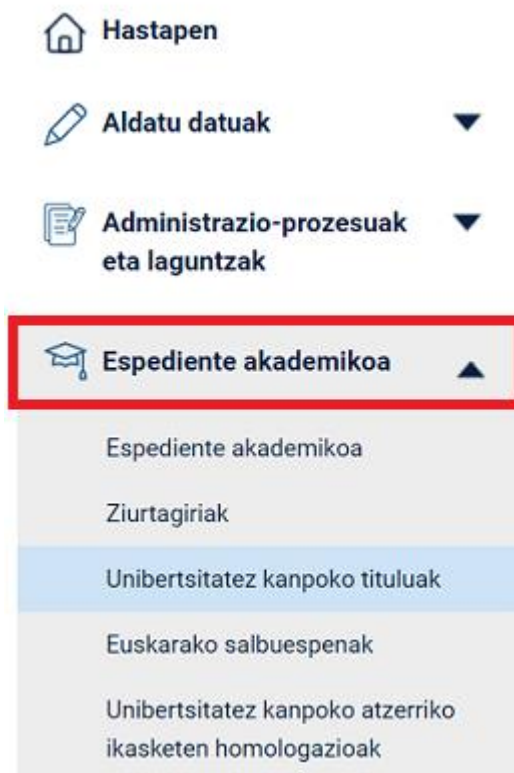 Hastapen
Aldatu datuak
Administrazio-prozesuak
eta laguntzak
Espediente akademikoa
Espediente akademikoa
Ziurtagiriak
Unibertsitatez kanpoko tituluak
Euskarako salbuespenak
Unibertsitatez kanpoko atzerriko
ikasketen homologazioak